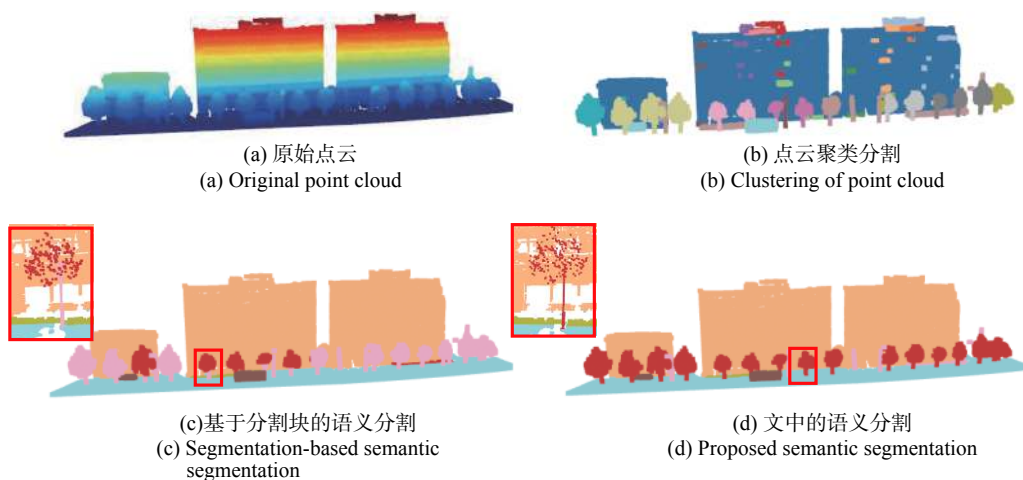 (a) 原始点云
(a) Original point cloud
(b) 点云聚类分割
(b) Clustering of point cloud
(c)基于分割块的语义分割
(c) Segmentation-based semantic
segmentation
(d) 文中的语义分割
(d) Proposed semantic segmentation